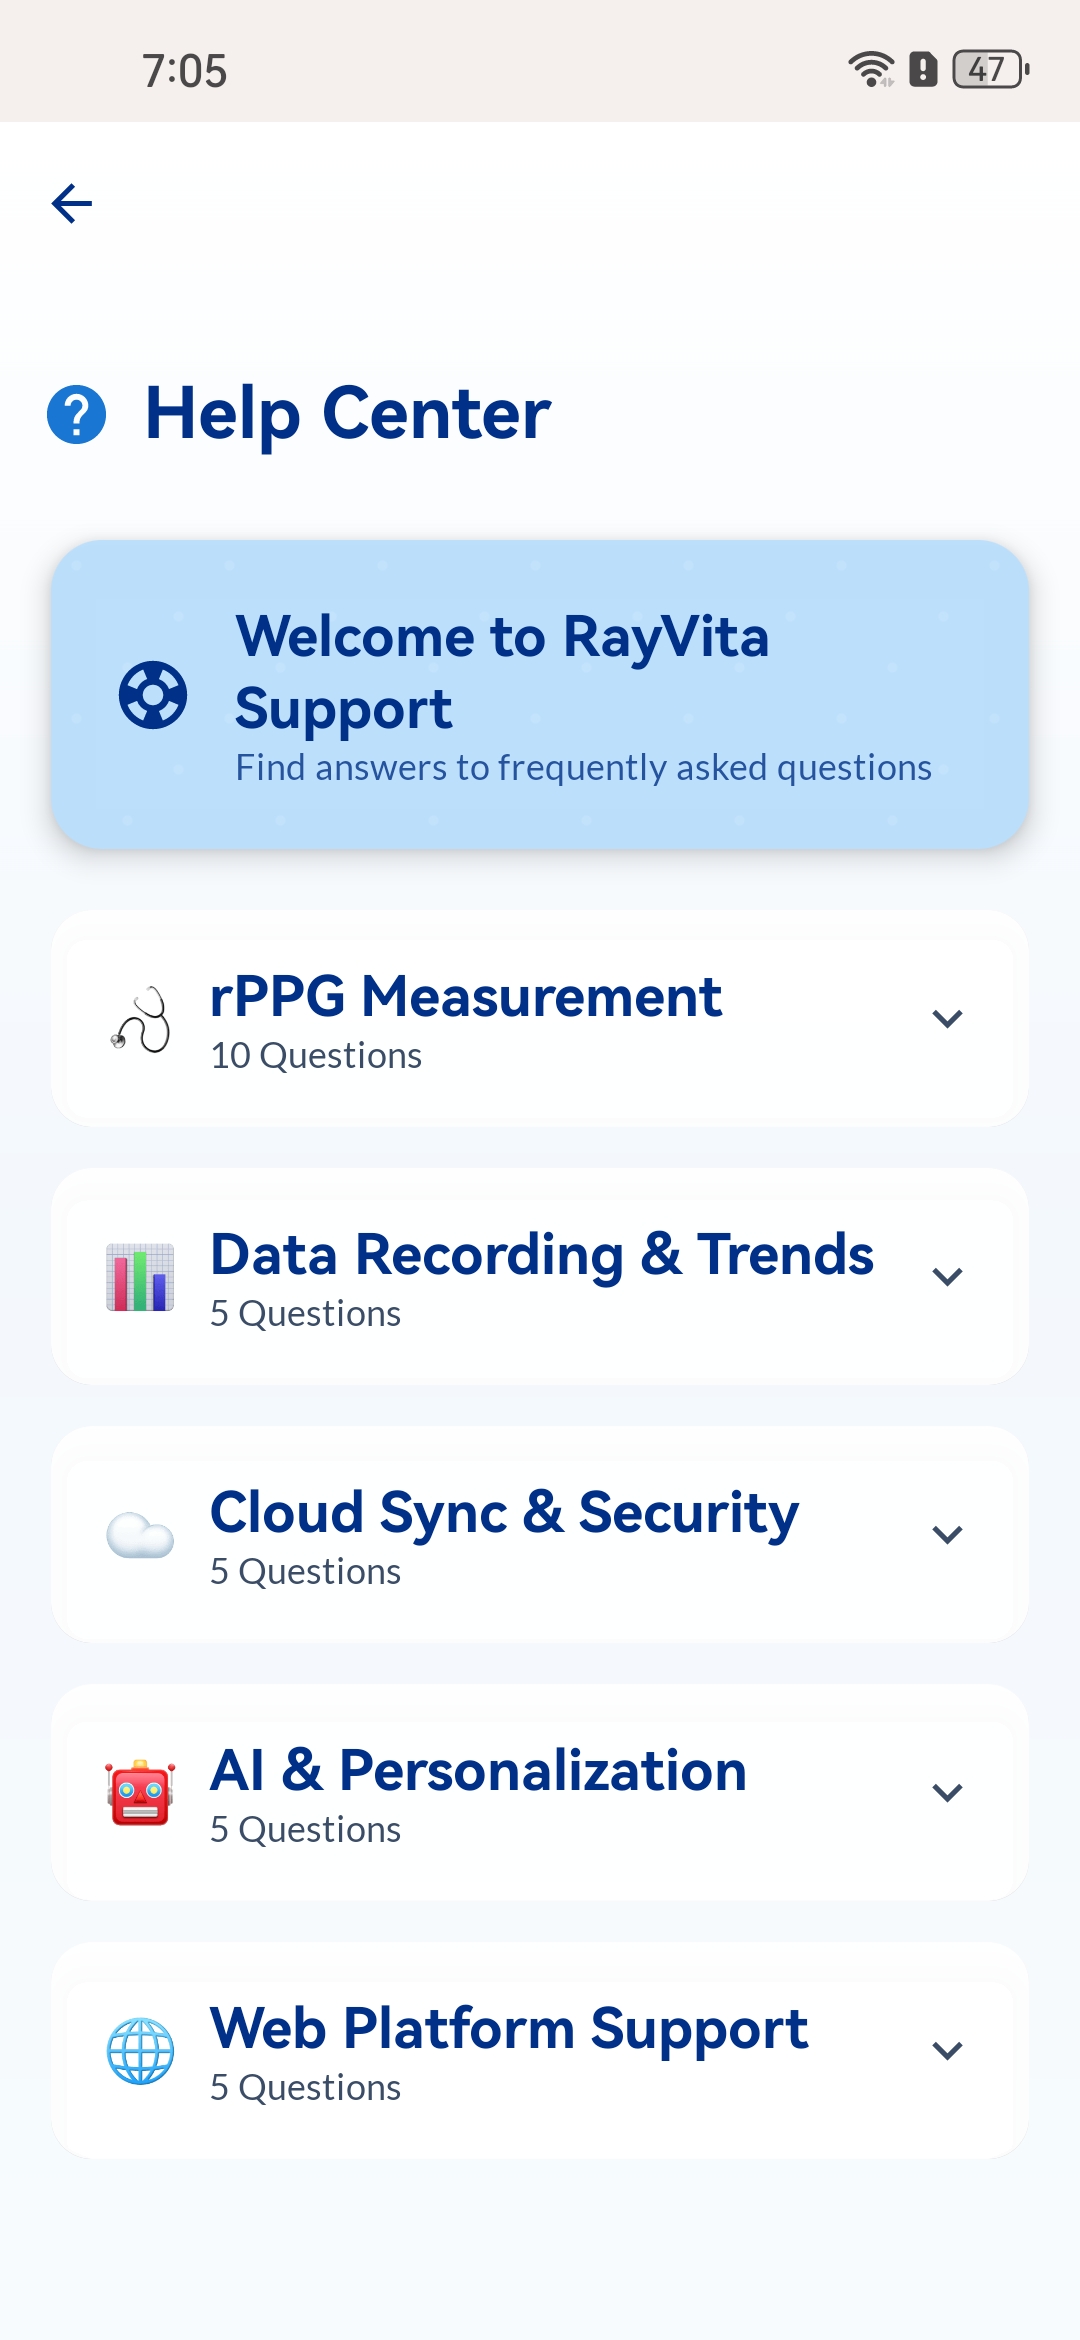 7:05
47
Help Center
Welcome to RayVita
Support
Find answers to frequently asked questions
rPPG Measurement
10 Questions
Data Recording & Trends
5 Questions
Cloud Sync & Security
5 Questions
AI & Personalization
5 Questions
Web Platform Support
5 Questions